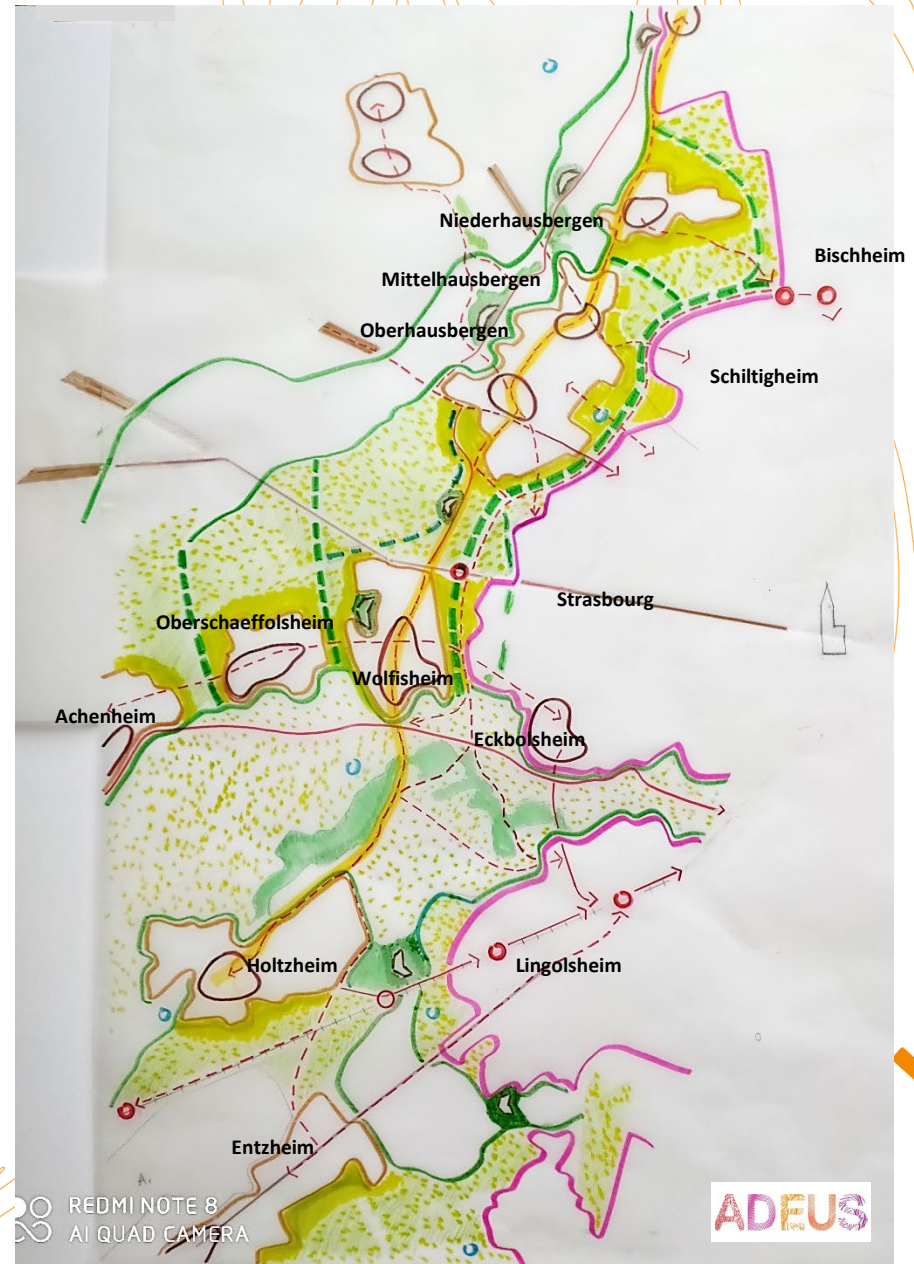 Niederhausbergen
Bischheim
Mittelhausbergen
Oberhausbergen
Schiltigheim
Strasbourg
Oberschaeffolsheim
Wolfisheim
Achenheim
Eckbolsheim
Holtzheim
Lingolsheim
Entzheim
A.
REDMI NOTE 8
AI QUAD CAMERA
ADEUS